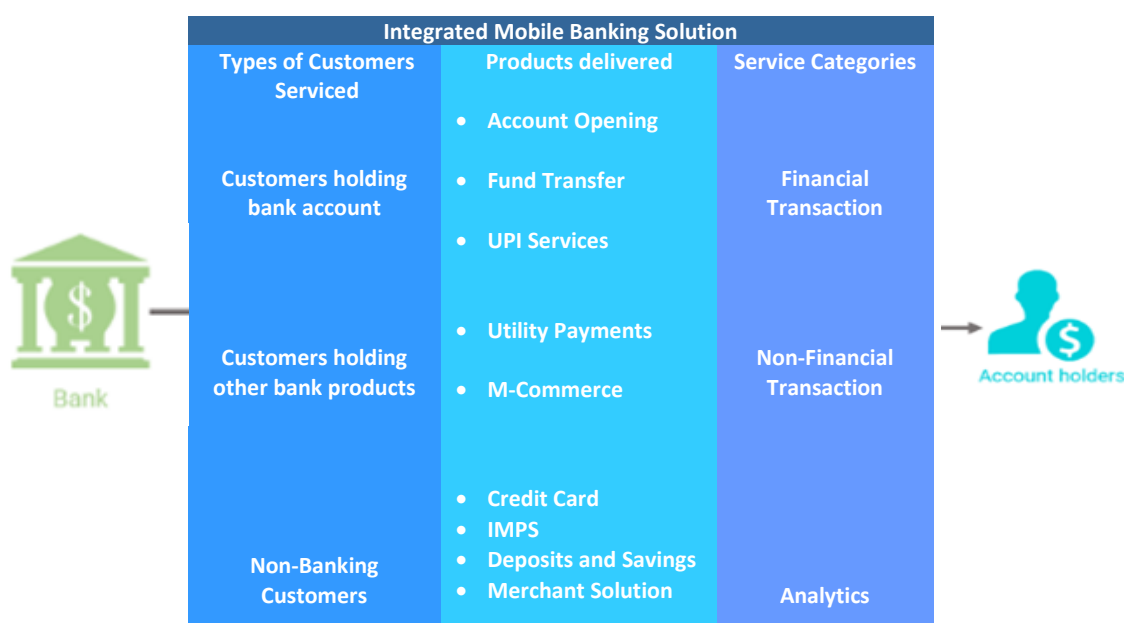 Integrated Mobile Banking Solution
Types of Customers
Serviced
Customers holding
bank account
Customers holding
other bank products
Non-Banking
Customers
Products delivered
• Account Opening
• Fund Transfer
• UPI Services
• Utility Payments
• M-Commerce
• Credit Card
• IMPS
• Deposits and Savings
• Merchant Solution
Service Categories
Financial
Transaction
Non-Financial
Transaction
Analytics
$
Bank
$
Account holders